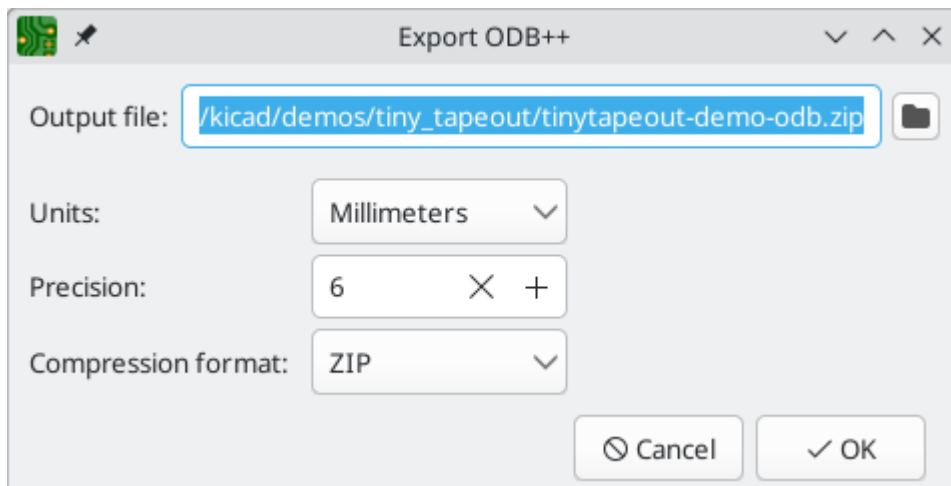 Export ODB++
Output file: /kicad/demos/tiny_tapeout/tinytapeout-demo-odb.zip
Units: Millimeters
Precision: 6
Compression format: ZIP
Cancel OK